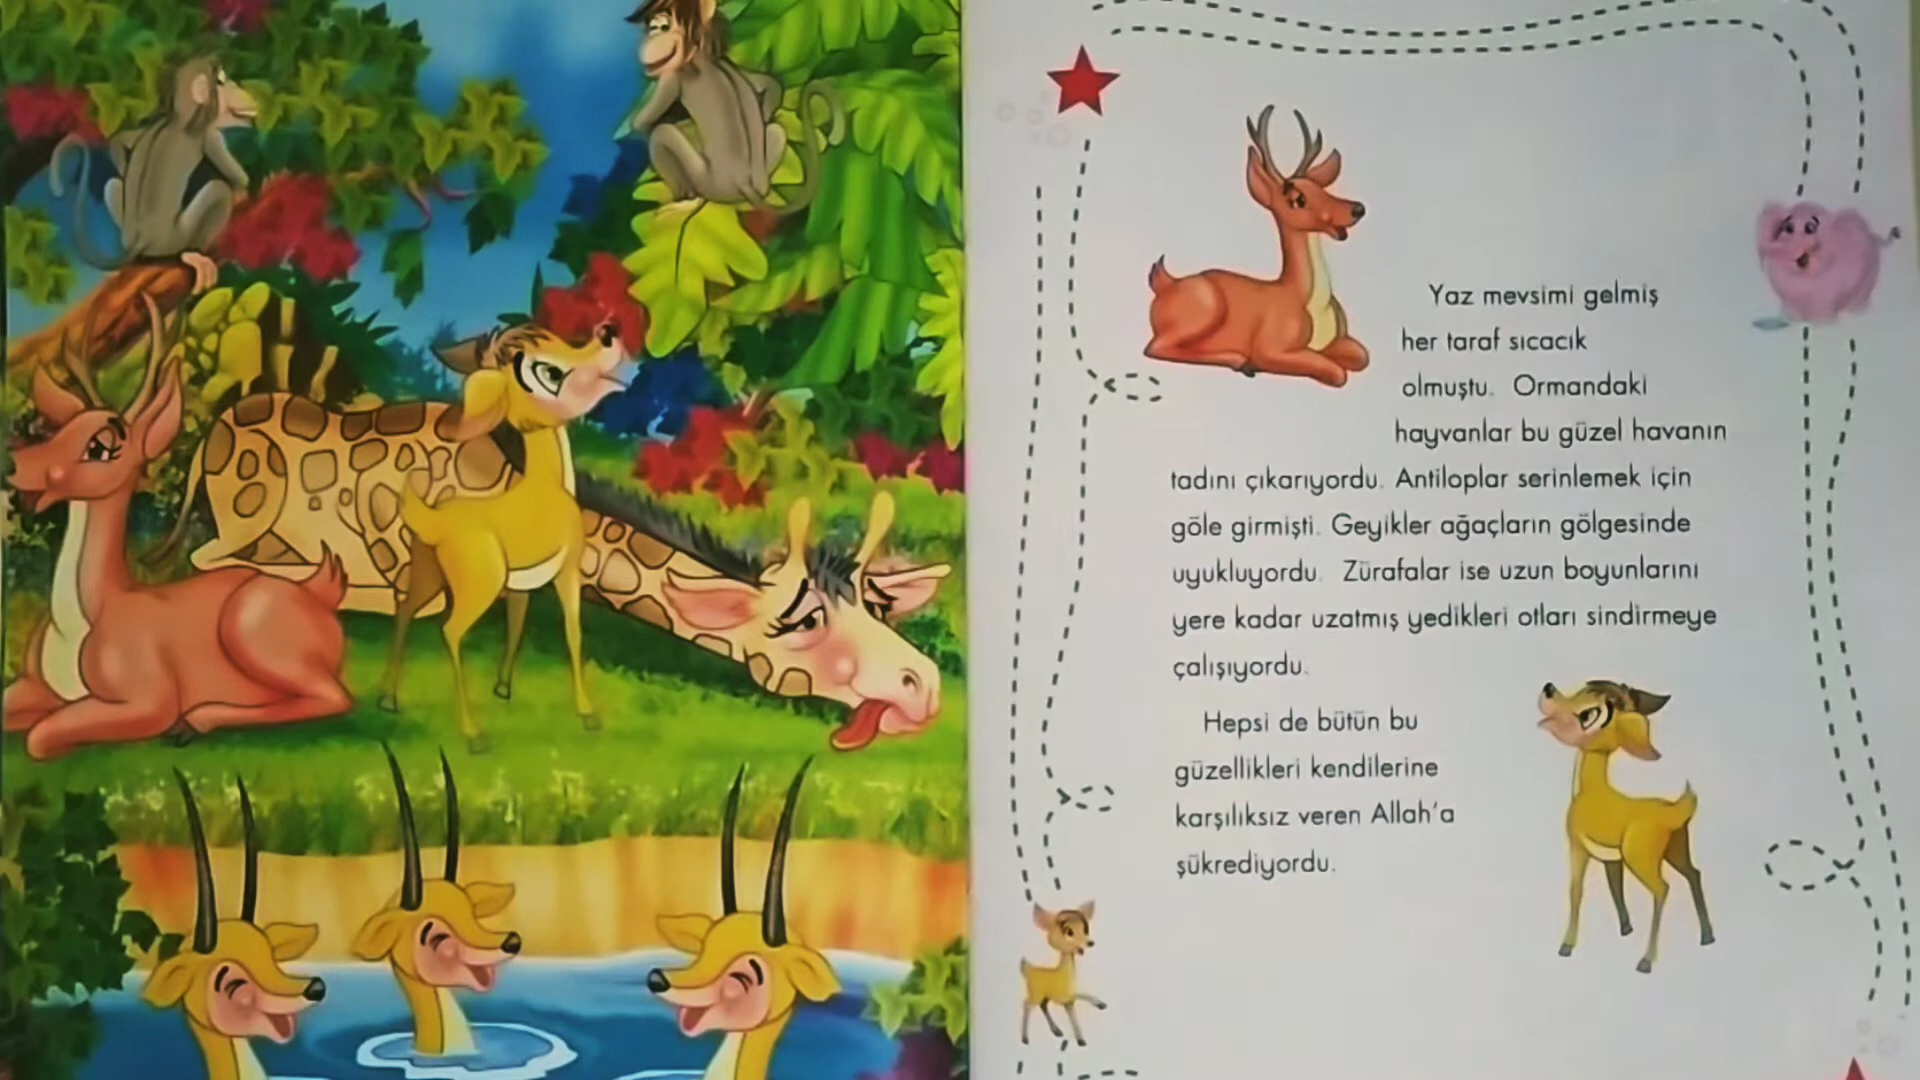 Yaz mevsimi gelmiş
her taraf sıcacık
olmuştu. Ormandaki
hayvanlar bu güzel havanın
tadını çıkarıyordu. Antiloplar serinlemek için
göle girmişti. Geyikler ağaçların gölgesinde
uyukluyordu. Zürafalar ise uzun boyunlarını
yere kadar uzatmış yedikleri otları sindirmeye
çalışıyordu.
Hepsi de bütün bu
güzellikleri kendilerine
karşılıksız veren Allah'a
şükrediyordu.